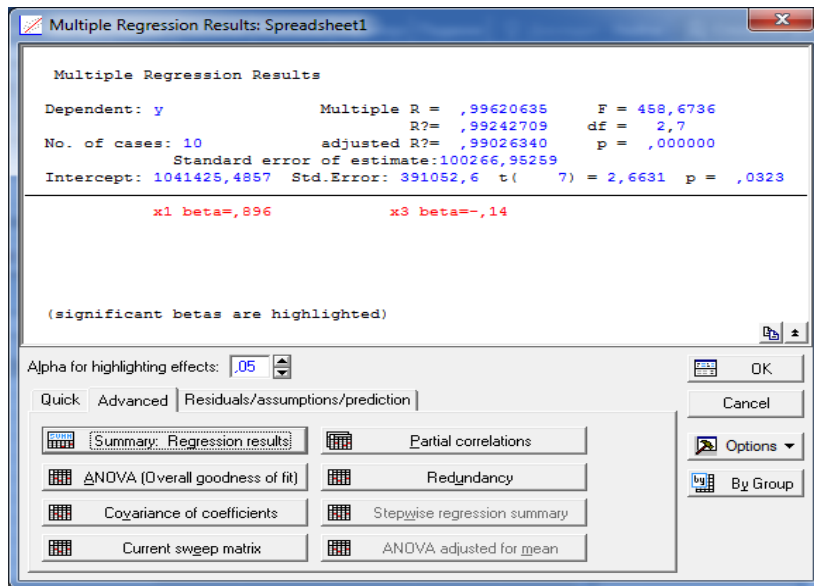 Multiple Regression Results: Spreadsheet1
Multiple Regression Results
Dependent: y Multiple R = ,99620635 F = 458,6736
R?= ,99242709 df = 2,7
No. of cases: 10 adjusted R?= ,99026340 p = ,000000
Standard error of estimate:100266,95259
Intercept: 1041425,4857 Std.Error: 391052,6 t( 7) = 2,6631 p = ,0323
x1 beta=,896 x3 beta=-,14
(significant betas are highlighted)
Alpha for highlighting effects: ,05
OK
Quick Advanced Residuals/assumptions/prediction
Cancel
Summary: Regression results Partial correlations
Options
ANOVA (Overall goodness of fit) Redundancy
By Group
Covariance of coefficients Stepwise regression summary
Current sweep matrix ANOVA adjusted for mean